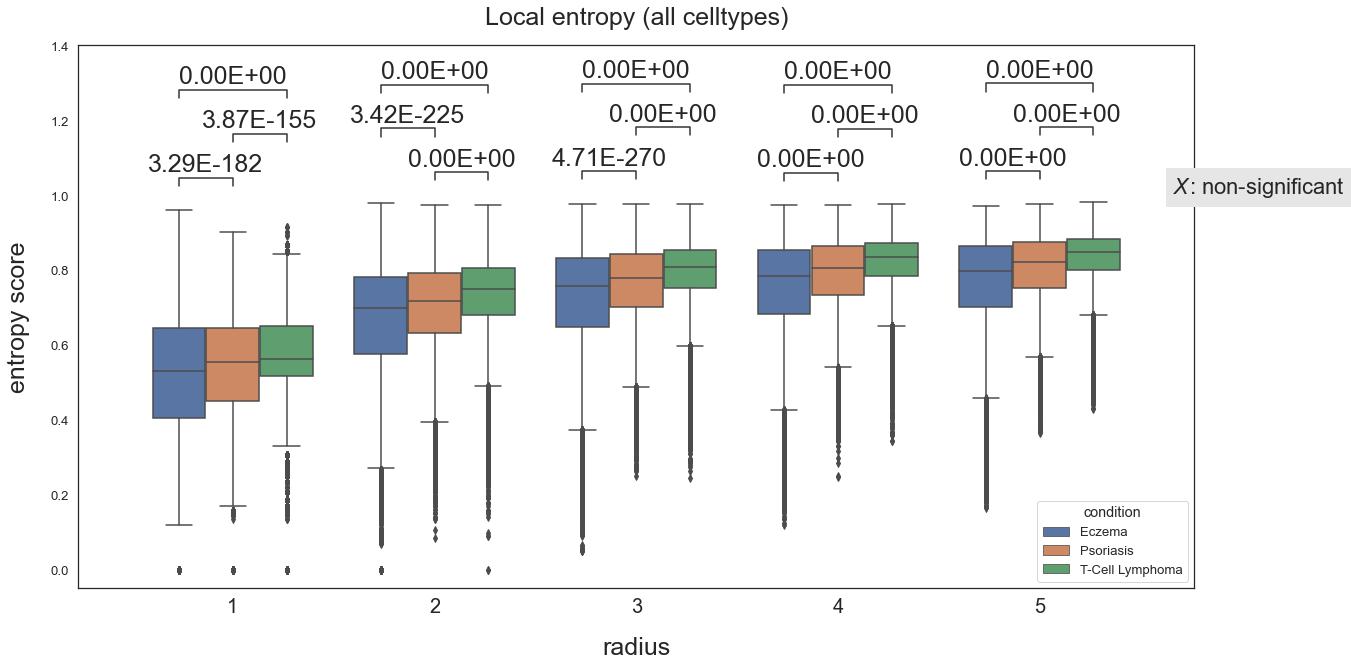 Local entropy (all celltypes)
1.4
1.2
1.0
0.8
0.6
0.4
0.2
0.0
entropy score
0.00E+00
3.87E-155
3.29E-182
0.00E+00
3.42E-225
0.00E+00
0.00E+00
0.00E+00
4.71E-270
0.00E+00
0.00E+00
0.00E+00
0.00E+00
0.00E+00
0.00E+00
X: non-significant
condition
Eczema
Psoriasis
T-Cell Lymphoma
1 2 3 4 5
radius